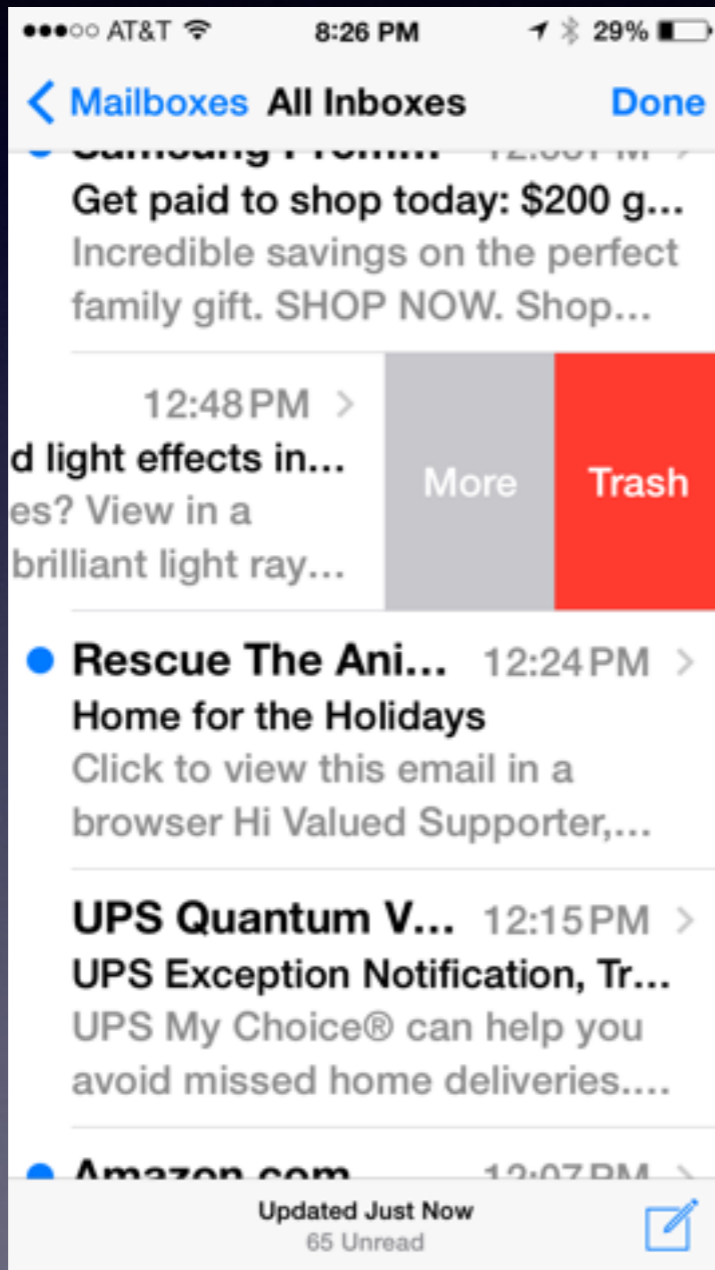 AT&T 8:26 PM 29%
Mailboxes All Inboxes Done
Samsung
Get paid to shop today: $200 g...
Incredible savings on the perfect
family gift. SHOP NOW. Shop...
12:48 PM
d light effects in...
es? View in a
brilliant light ray...
More Trash
Rescue The Ani... 12:24 PM
Home for the Holidays
Click to view this email in a
browser Hi Valued Supporter,...
UPS Quantum V... 12:15 PM
UPS Exception Notification, Tr...
UPS My Choice® can help you
avoid missed home deliveries....
Amazon.com 12:07 PM
Updated Just Now
65 Unread